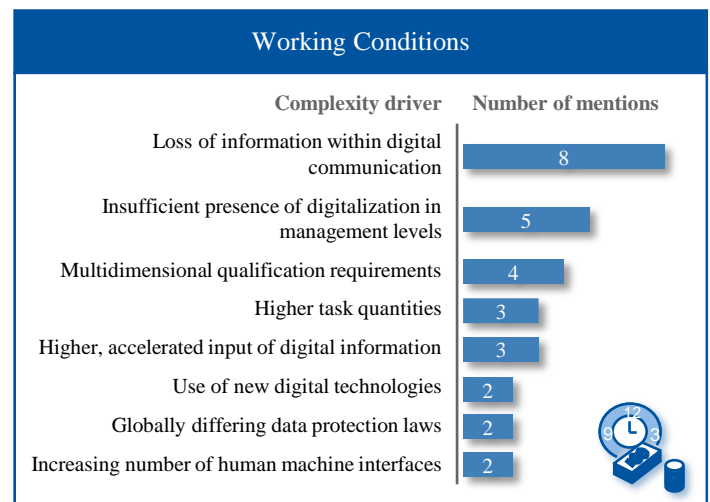 Working Conditions
Complexity driver Number of mentions
Loss of information within digital
communication
8
Insufficient presence of digitalization in
management levels
5
Multidimensional qualification requirements 4
Higher task quantities 3
Higher, accelerated input of digital information 3
Use of new digital technologies 2
Globally differing data protection laws 2
Increasing number of human machine interfaces 2
12
9 3